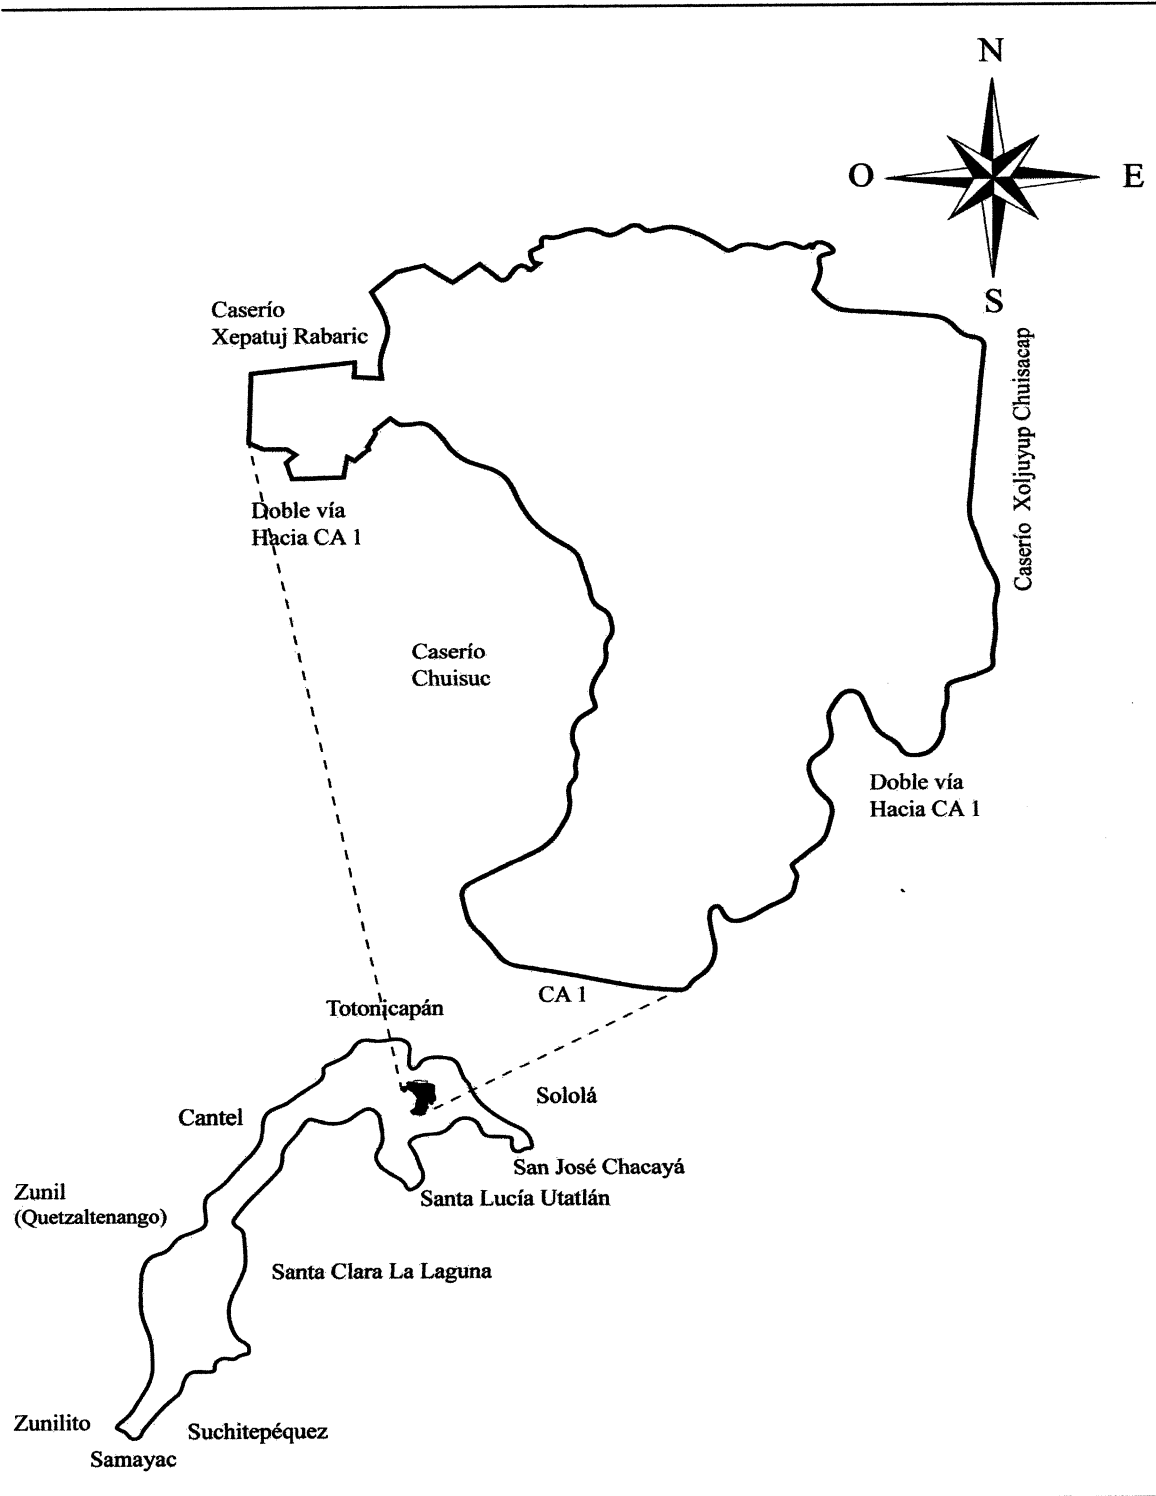 N
O
E
S
Caserío
Xepatuj Rabaric
Caserío Xoljuyup Chuisacap
Doble vía
Hacia CA 1
Caserío
Chuisuc
Doble vía
Hacia CA 1
CA 1
Totonicapán
Sololá
Cantel
San José Chacayá
Zunil
(Quetzaltenango)
Santa Lucía Utatlán
Santa Clara La Laguna
Zunilito
Suchitepéquez
Samayac